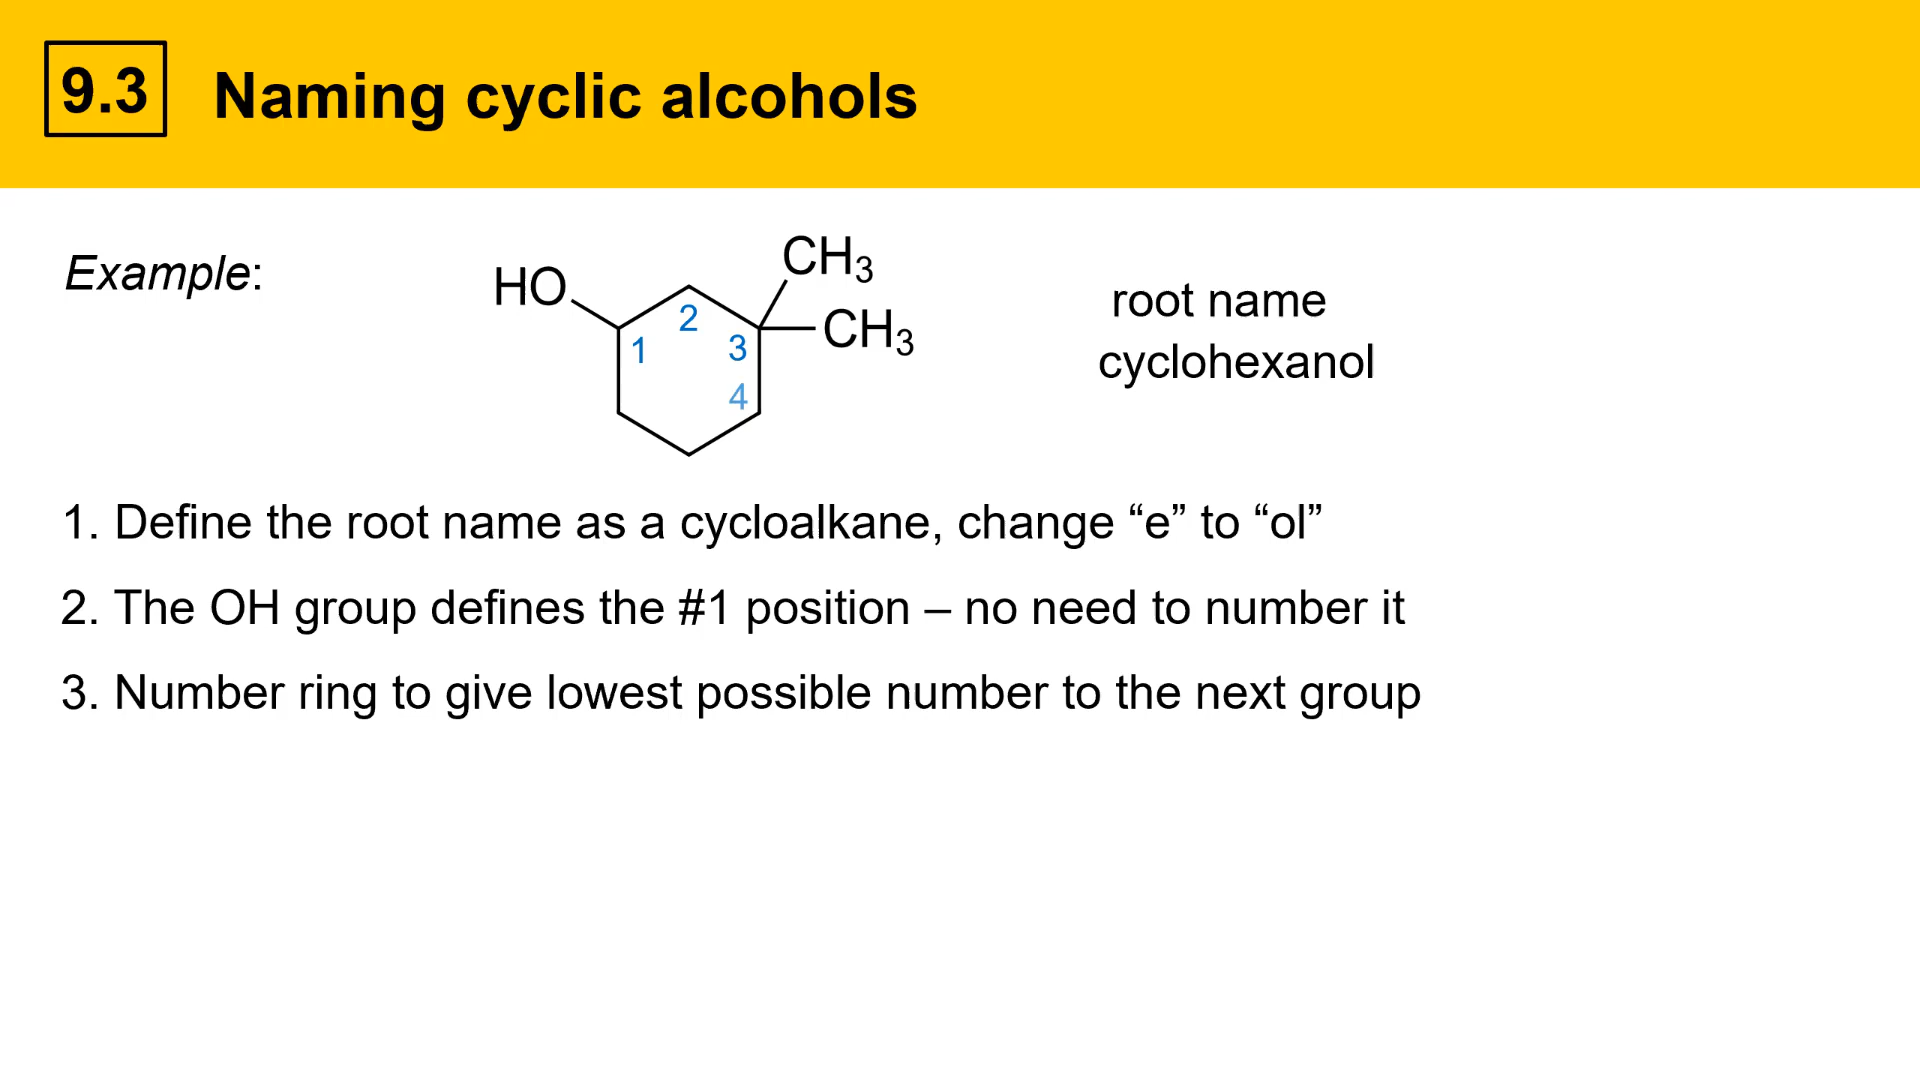 9.3 Naming cyclic alcohols
Example:
HO
CH₃
CH₃
1
2
3
4
root name
cyclohexanol
1. Define the root name as a cycloalkane, change “e” to “ol”
2. The OH group defines the #1 position – no need to number it
3. Number ring to give lowest possible number to the next group